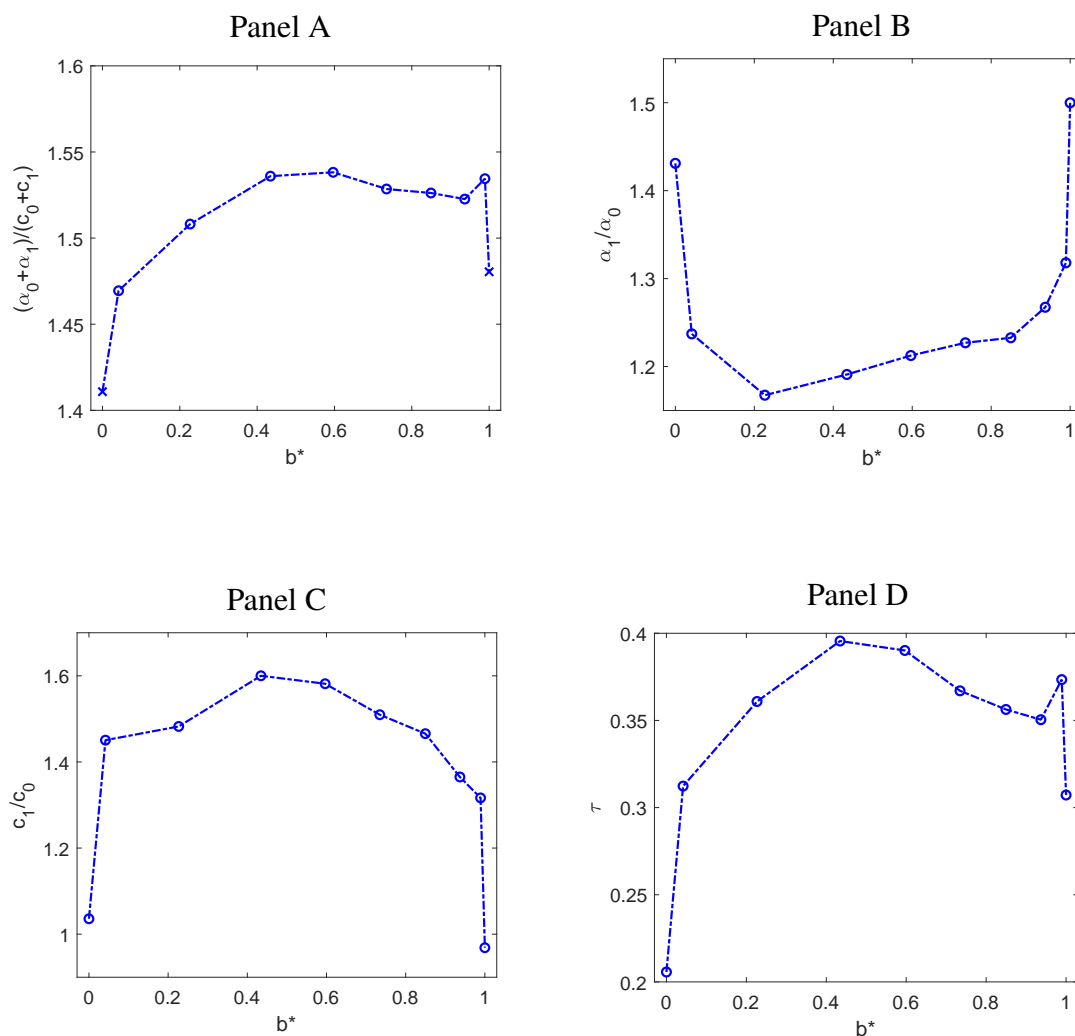 Panel A
1.6
1.55
1.5
1.45
1.4
(α₀+α₁)/(c₀+c₁)
0 0.2 0.4 0.6 0.8 1
b*
Panel B
1.5
1.4
1.3
1.2
α₁/α₀
0 0.2 0.4 0.6 0.8 1
b*
Panel C
1.6
1.4
1.2
1
c₁/c₀
0 0.2 0.4 0.6 0.8 1
b*
Panel D
0.4
0.35
0.3
0.25
0.2
τ
0 0.2 0.4 0.6 0.8 1
b*